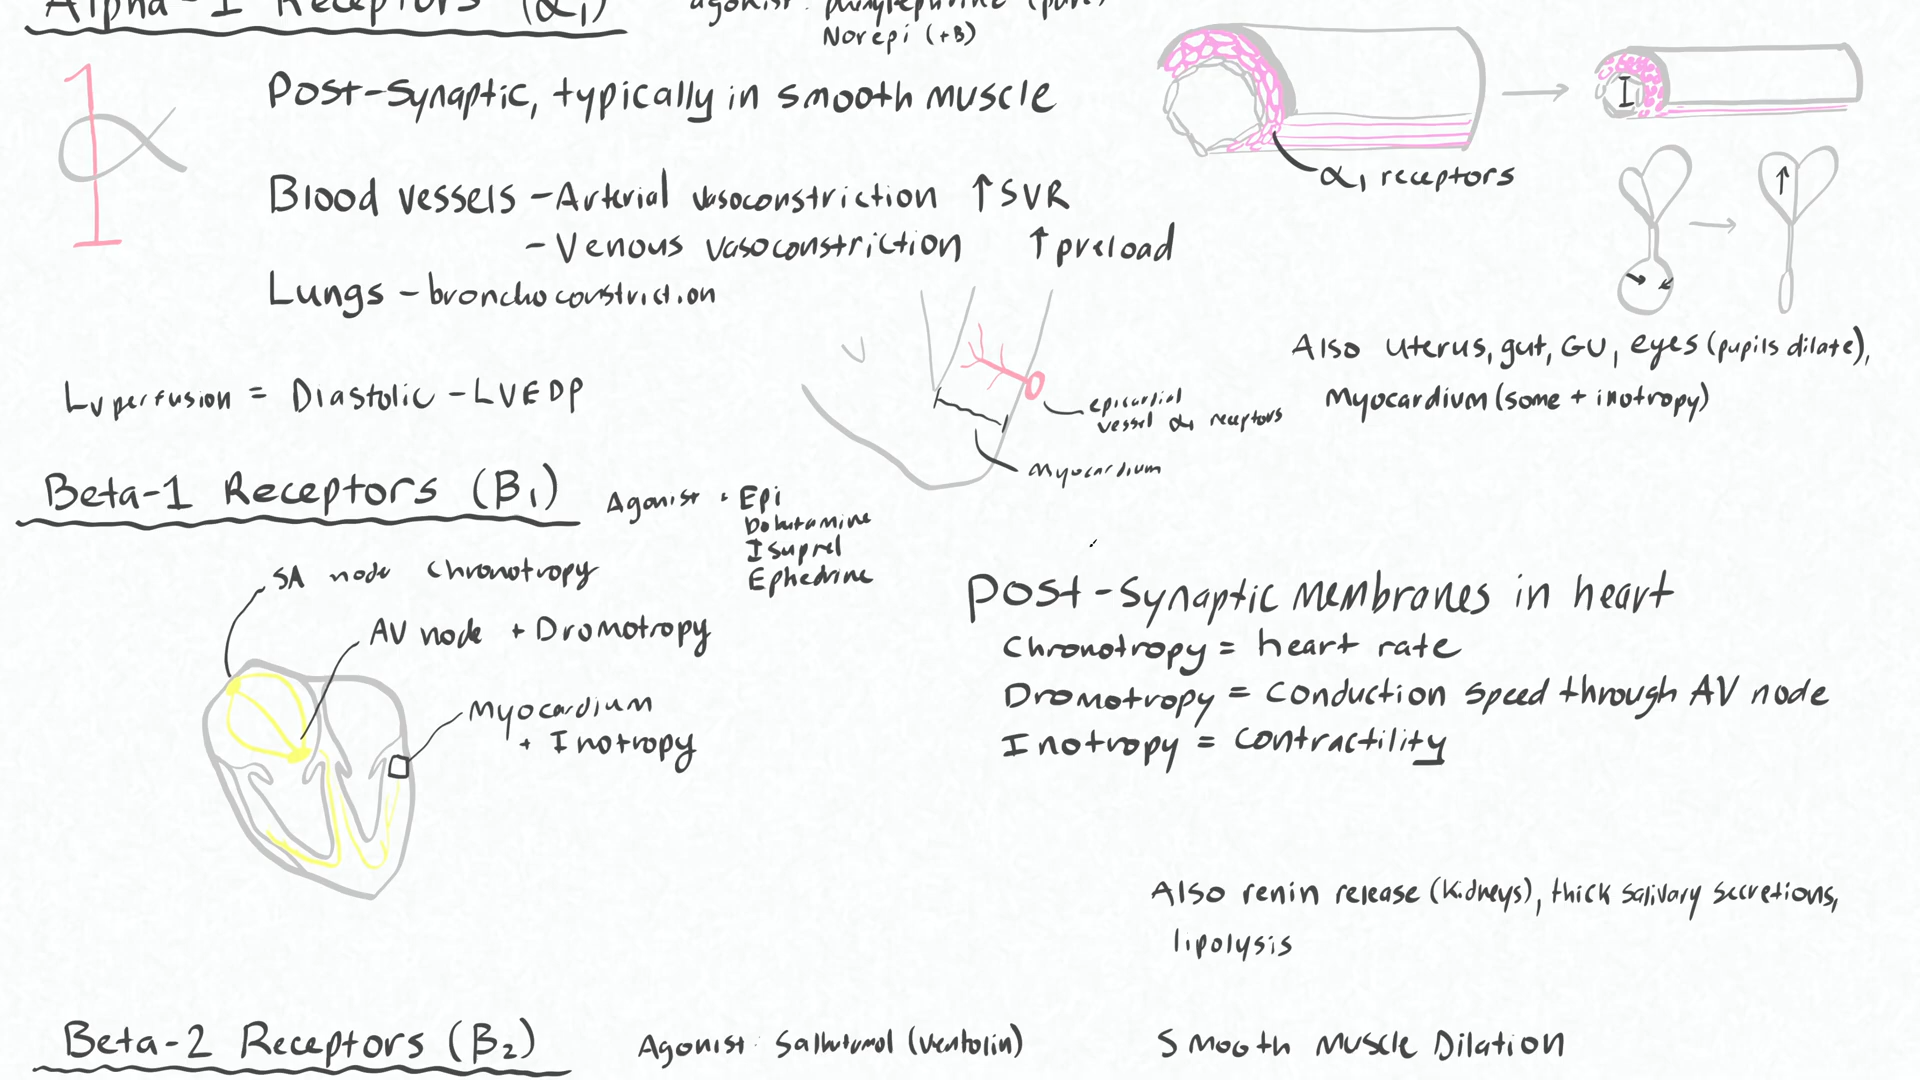 Alpha-1 Receptors (α₁)
agonist: phenylephrine (pure)
Norepi (+B)
Post-Synaptic, typically in smooth muscle
α₁ receptors
Blood vessels - Arterial vasoconstriction ↑SVR
- Venous vasoconstriction ↑preload
Lungs - bronchoconstriction
Also uterus, gut, GU, eyes (pupils dilate),
Myocardium (some + inotropy)
Lv perfusion = Diastolic - LVEDP
epicardial
vessel α₁ receptors
Myocardium
Beta-1 Receptors (B₁)
Agonist: Epi
Dobutamine
Isuprel
Ephedrine
SA node Chronotropy
AV node + Dromotropy
Myocardium
+ Inotropy
Post-Synaptic membranes in heart
Chronotropy = heart rate
Dromotropy = Conduction speed through AV node
Inotropy = Contractility
Also renin release (Kidneys), thick salivary secretions,
lipolysis
Beta-2 Receptors (B₂)
Agonist: Salbutamol (Ventolin)
Smooth muscle Dilation